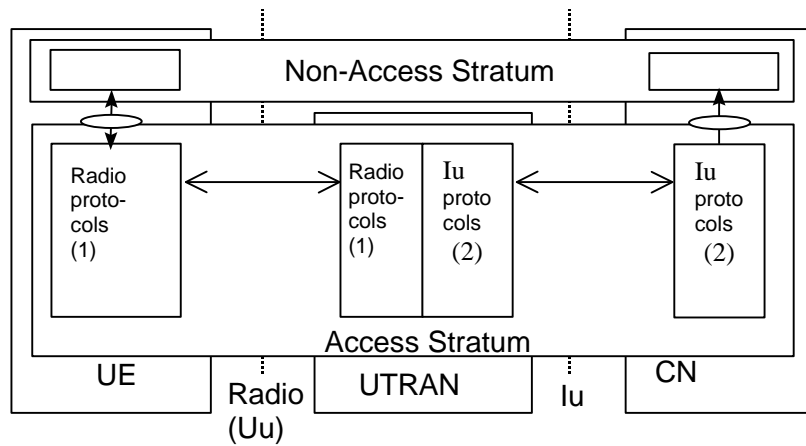 Non-Access Stratum
Radio
proto-
cols
(1)
Radio
proto-
cols
(1)
Iu
proto
cols
(2)
Iu
proto
cols
(2)
Access Stratum
UE
Radio
(Uu)
UTRAN
Iu
CN